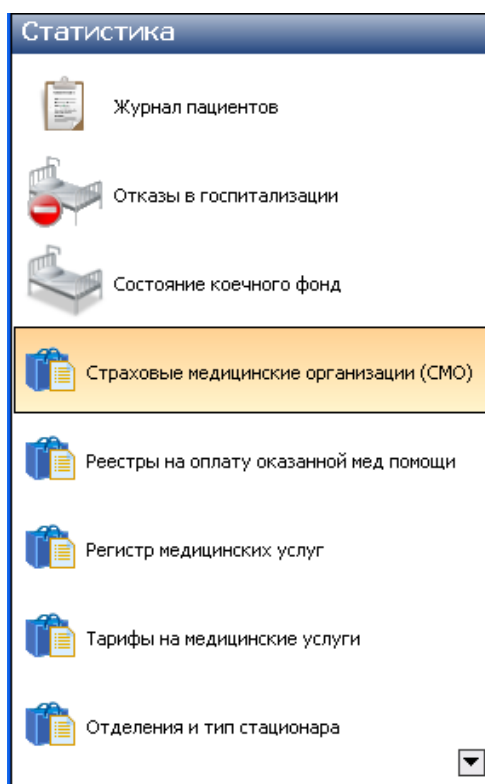 Статистика
Журнал пациентов
Отказы в госпитализации
Состояние коечного фонд
Страховые медицинские организации (СМО)
Реестры на оплату оказанной мед помощи
Регистр медицинских услуг
Тарифы на медицинские услуги
Отделения и тип стационара